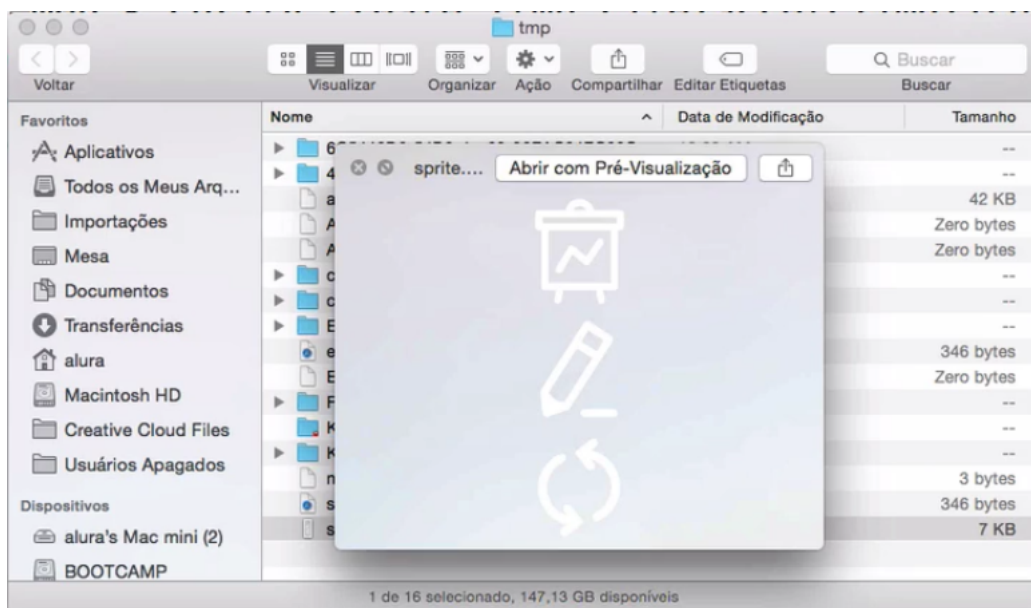 tmp
Voltar
Visualizar
Organizar
Ação
Compartilhar
Editar Etiquetas
Buscar
Buscar
Favoritos
Aplicativos
Todos os Meus Arq...
Importações
Mesa
Documentos
Transferências
alura
Macintosh HD
Creative Cloud Files
Usuários Apagados
Dispositivos
alura's Mac mini (2)
BOOTCAMP
Nome
Data de Modificação
Tamanho
--
--
42 KB
Zero bytes
Zero bytes
--
--
--
346 bytes
Zero bytes
--
--
--
3 bytes
346 bytes
7 KB
sprite....
Abrir com Pré-Visualização
1 de 16 selecionado, 147,13 GB disponíveis